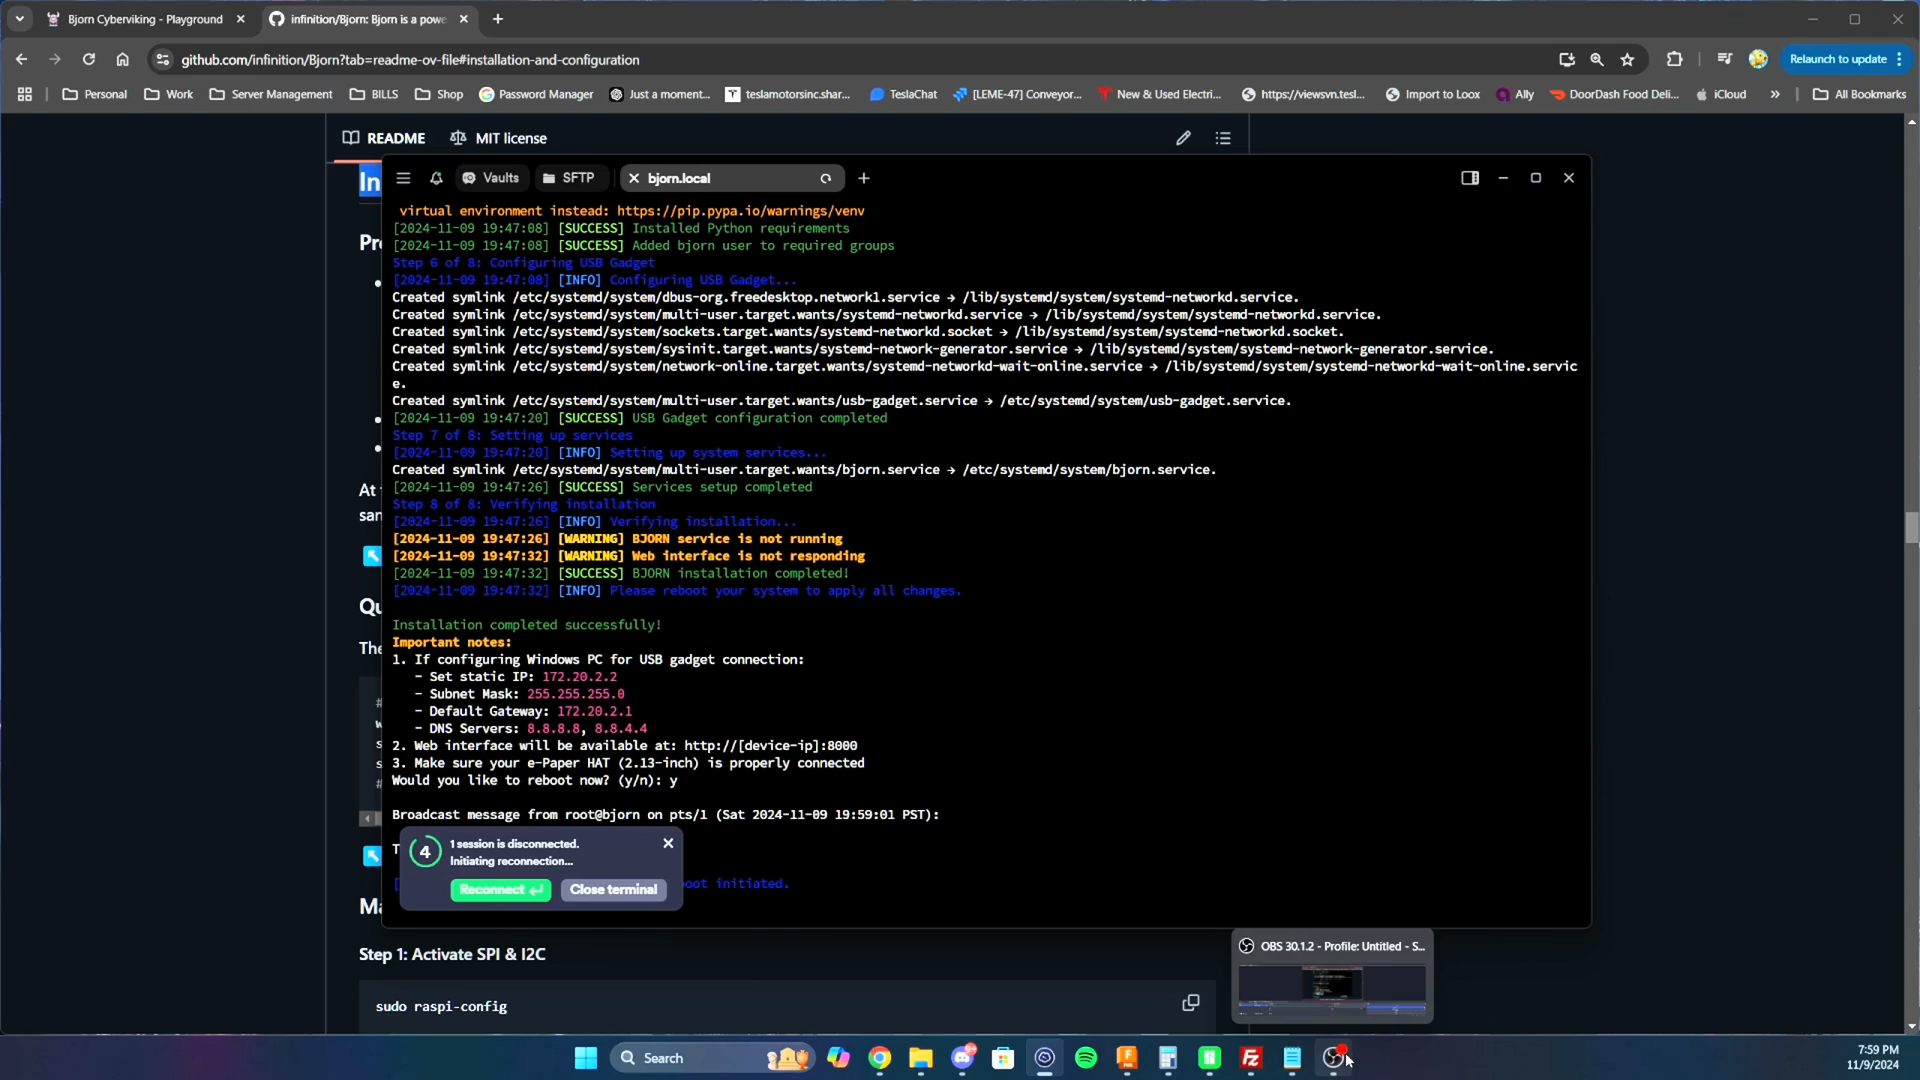 Bjorn Cyberviking - Playground
infinition/Bjorn: Bjorn is a powe
github.com/infinition/Bjorn?tab=readme-ov-file#installation-and-configuration
Relaunch to update
Personal
Work
Server Management
BILLS
Shop
Password Manager
Just a moment...
teslamotorsinc.shar...
TeslaChat
[LEME-47] Conveyor...
New & Used Electri...
https://viewsvn.tesl...
Import to Loox
Ally
DoorDash Food Deli...
iCloud
All Bookmarks
README
MIT license
In
Vaults
SFTP
bjorn.local
virtual environment instead: https://pip.pypa.io/warnings/venv
[2024-11-09 19:47:08] [SUCCESS] Installed Python requirements
[2024-11-09 19:47:08] [SUCCESS] Added bjorn user to required groups
Pre
Step 6 of 8: Configuring USB Gadget
[2024-11-09 19:47:08] [INFO] Configuring USB Gadget...
Created symlink /etc/systemd/system/dbus-org.freedesktop.network1.service → /lib/systemd/system/systemd-networkd.service.
Created symlink /etc/systemd/system/multi-user.target.wants/systemd-networkd.service → /lib/systemd/system/systemd-networkd.service.
Created symlink /etc/systemd/system/sockets.target.wants/systemd-networkd.socket → /lib/systemd/system/systemd-networkd.socket.
Created symlink /etc/systemd/system/sysinit.target.wants/systemd-network-generator.service → /lib/systemd/system/systemd-network-generator.service.
Created symlink /etc/systemd/system/network-online.target.wants/systemd-networkd-wait-online.service → /lib/systemd/system/systemd-networkd-wait-online.servic
e.
Created symlink /etc/systemd/system/multi-user.target.wants/usb-gadget.service → /etc/systemd/system/usb-gadget.service.
[2024-11-09 19:47:20] [SUCCESS] USB Gadget configuration completed
Step 7 of 8: Setting up services
[2024-11-09 19:47:20] [INFO] Setting up system services...
Created symlink /etc/systemd/system/multi-user.target.wants/bjorn.service → /etc/systemd/system/bjorn.service.
[2024-11-09 19:47:26] [SUCCESS] Services setup completed
At
Step 8 of 8: Verifying installation
san
[2024-11-09 19:47:26] [INFO] Verifying installation...
[2024-11-09 19:47:26] [WARNING] BJORN service is not running
[2024-11-09 19:47:32] [WARNING] Web interface is not responding
[2024-11-09 19:47:32] [SUCCESS] BJORN installation completed!
[2024-11-09 19:47:32] [INFO] Please reboot your system to apply all changes.
Qu
Installation completed successfully!
Important notes:
The
1. If configuring Windows PC for USB gadget connection:
- Set static IP: 172.20.2.2
- Subnet Mask: 255.255.255.0
- Default Gateway: 172.20.2.1
- DNS Servers: 8.8.8.8, 8.8.4.4
2. Web interface will be available at: http://[device-ip]:8000
3. Make sure your e-Paper HAT (2.13-inch) is properly connected
Would you like to reboot now? (y/n): y
Broadcast message from root@bjorn on pts/1 (Sat 2024-11-09 19:59:01 PST):
T
4
1 session is disconnected.
Initiating reconnection...
Reconnect
Close terminal
oot initiated.
Ma
Step 1: Activate SPI & I2C
sudo raspi-config
OBS 30.1.2 - Profile: Untitled - S...
Search
7:59 PM
11/9/2024